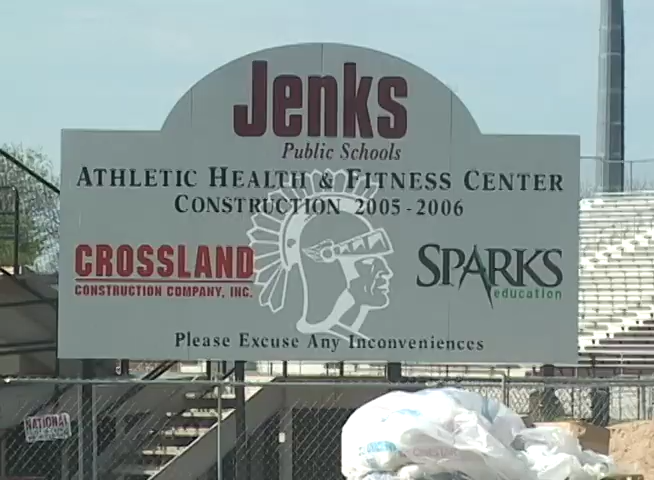 Jenks
Public Schools
ATHLETIC HEALTH & FITNESS CENTER
CONSTRUCTION 2005-2006
CROSSLAND
CONSTRUCTION COMPANY, INC.
SPARKS
education
Please Excuse Any Inconveniences
NATIONAL